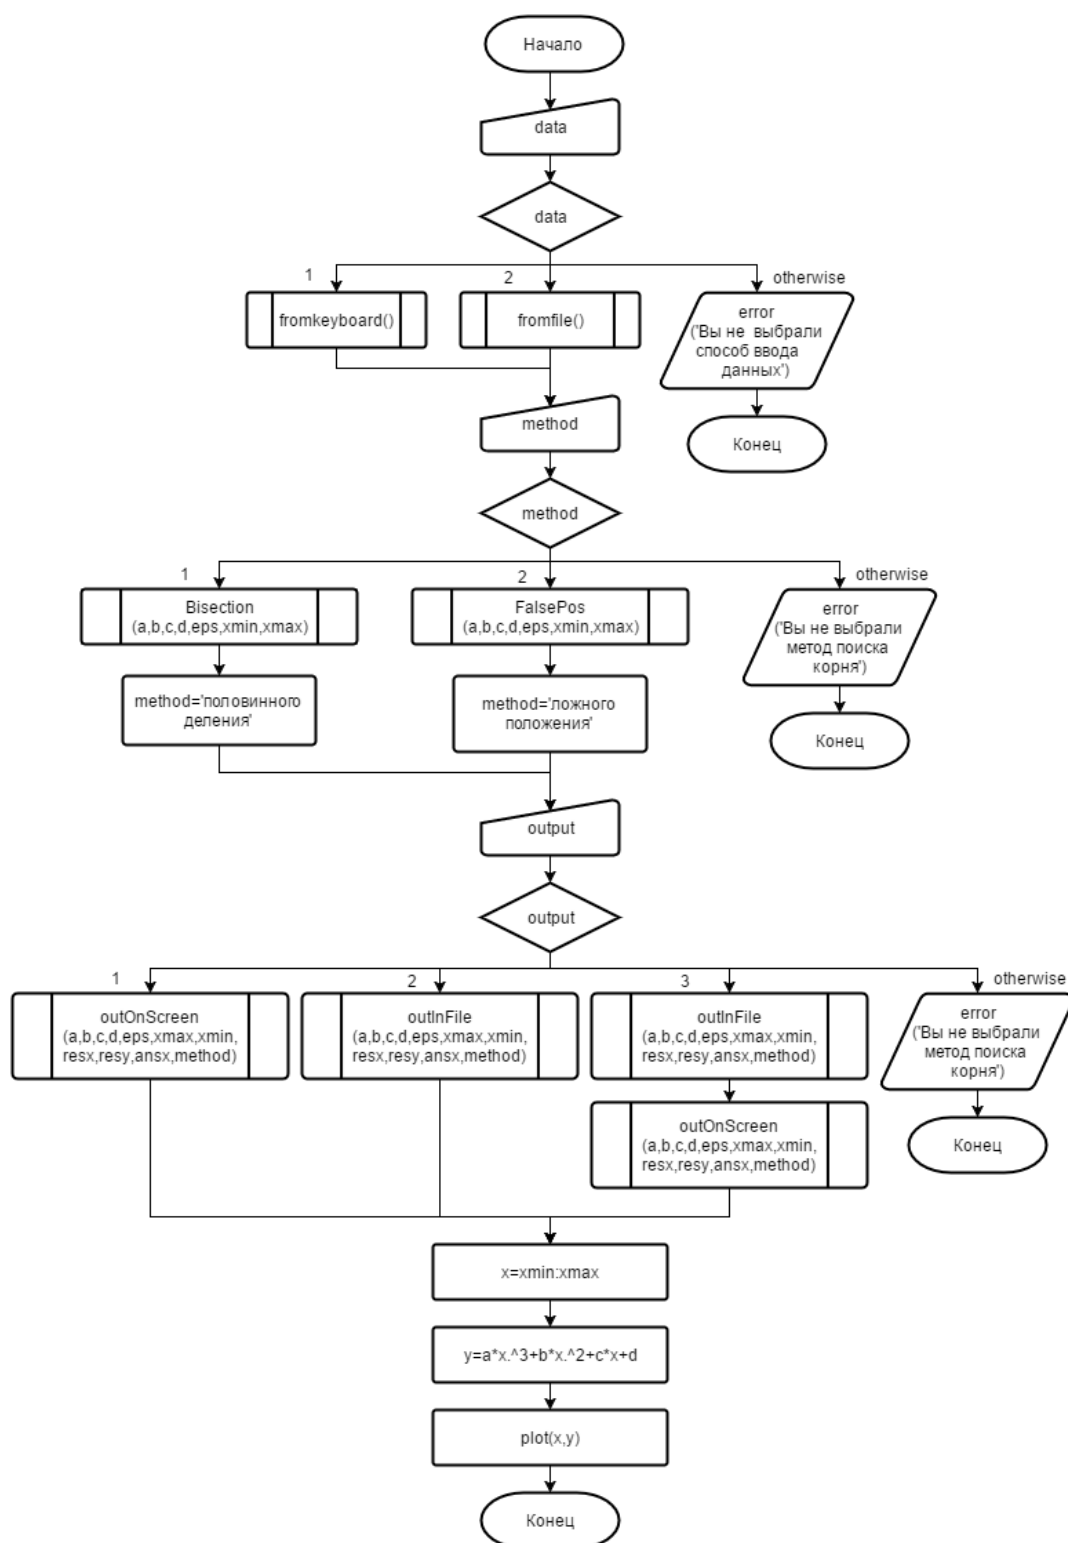 Начало
data
data
1
2
otherwise
fromkeyboard()
fromfile()
error
('Вы не выбрали
способ ввода
данных')
method
Конец
method
1
2
otherwise
Bisection
(a,b,c,d,eps,xmin,xmax)
FalsePos
(a,b,c,d,eps,xmin,xmax)
error
('Вы не выбрали
метод поиска
корня')
method='половинного
деления'
method='ложного
положения'
Конец
output
output
1
2
3
otherwise
outOnScreen
(a,b,c,d,eps,xmax,xmin,
resx,resy,ansx,method)
outInFile
(a,b,c,d,eps,xmax,xmin,
resx,resy,ansx,method)
outInFile
(a,b,c,d,eps,xmax,xmin,
resx,resy,ansx,method)
error
('Вы не выбрали
метод поиска
корня')
outOnScreen
(a,b,c,d,eps,xmax,xmin,
resx,resy,ansx,method)
Конец
x=xmin:xmax
y=a*x.^3+b*x.^2+c*x+d
plot(x,y)
Конец